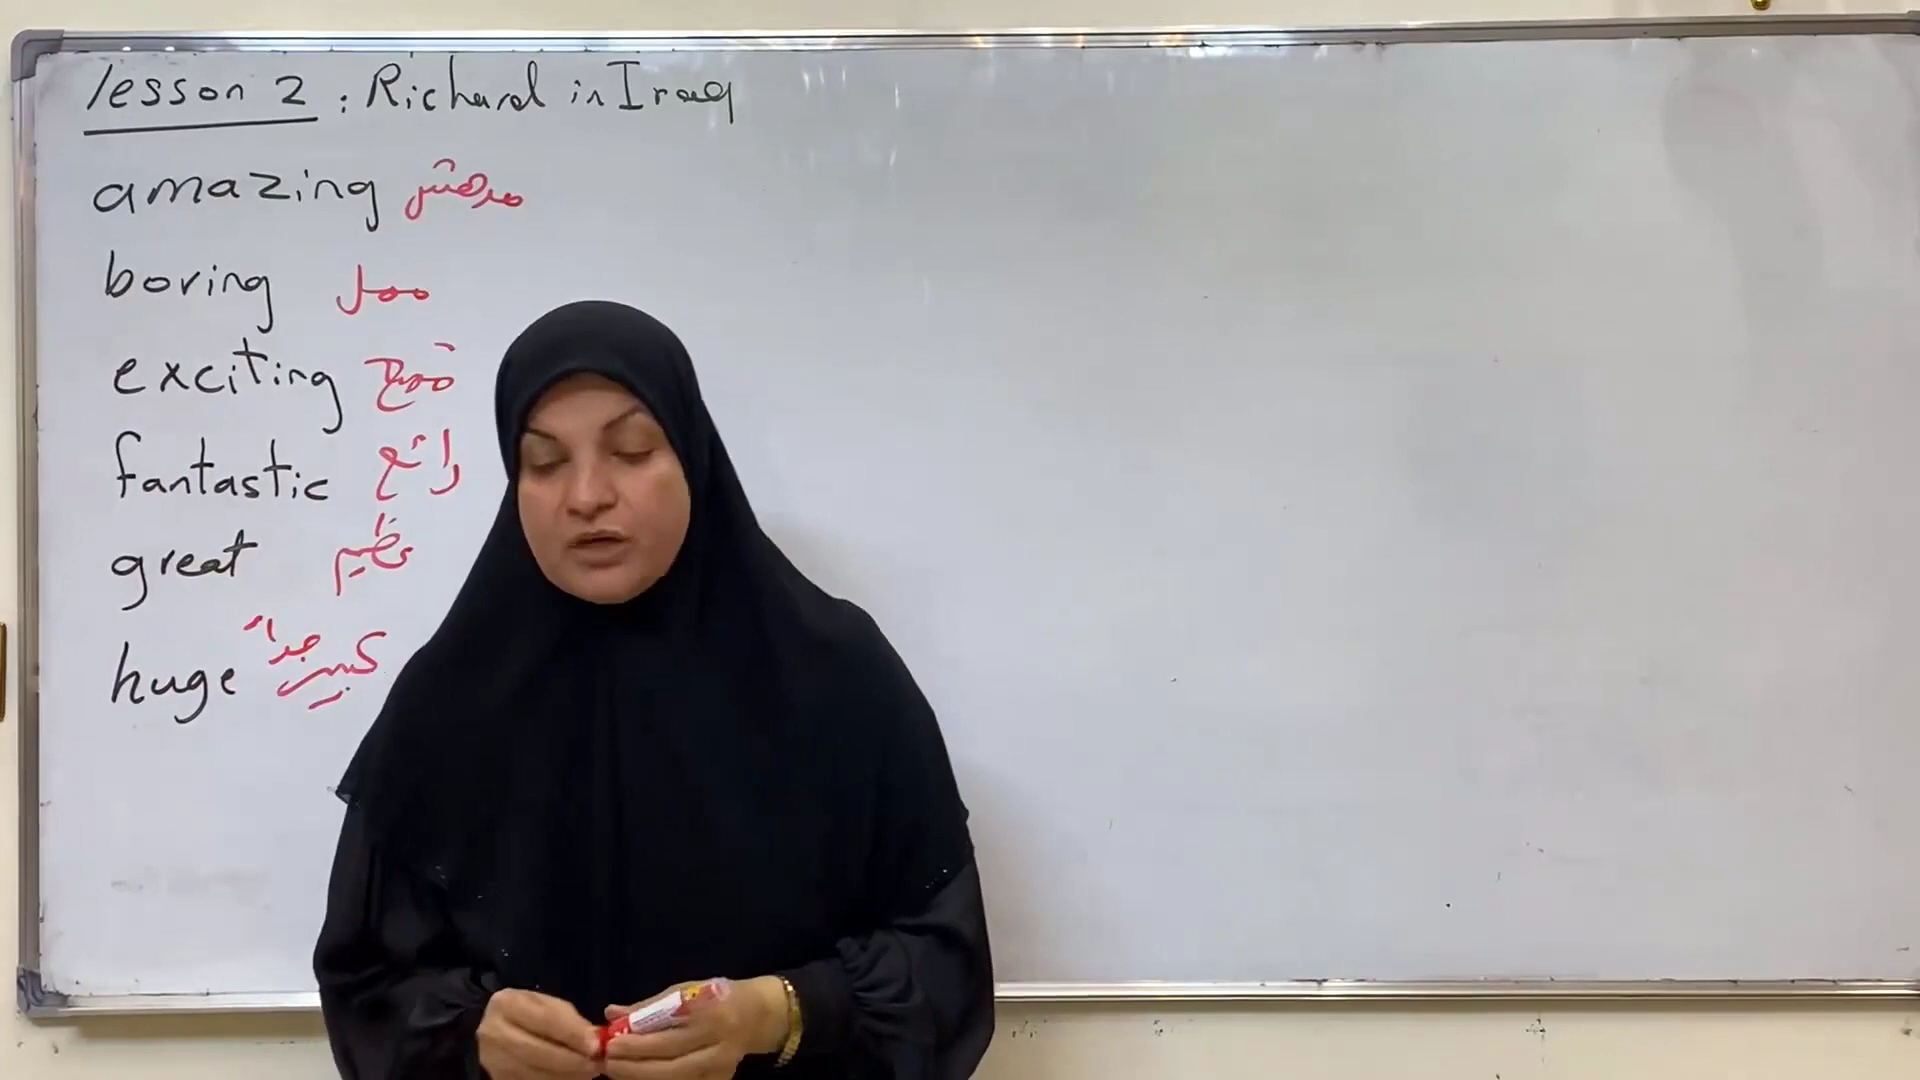 lesson 2 : Richard in Iraq
amazing مدهش
boring ممل
exciting ممتع
fantastic رائع
great عظيم
huge كبير جداً